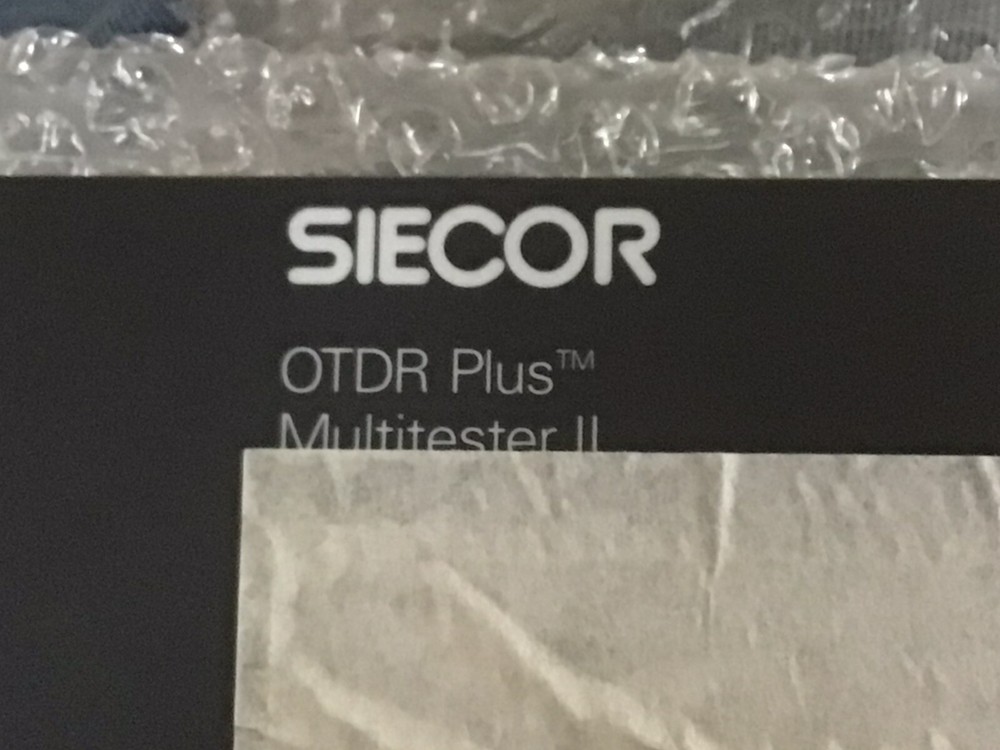 SIECOR
OTDR Plus™
Multitester II